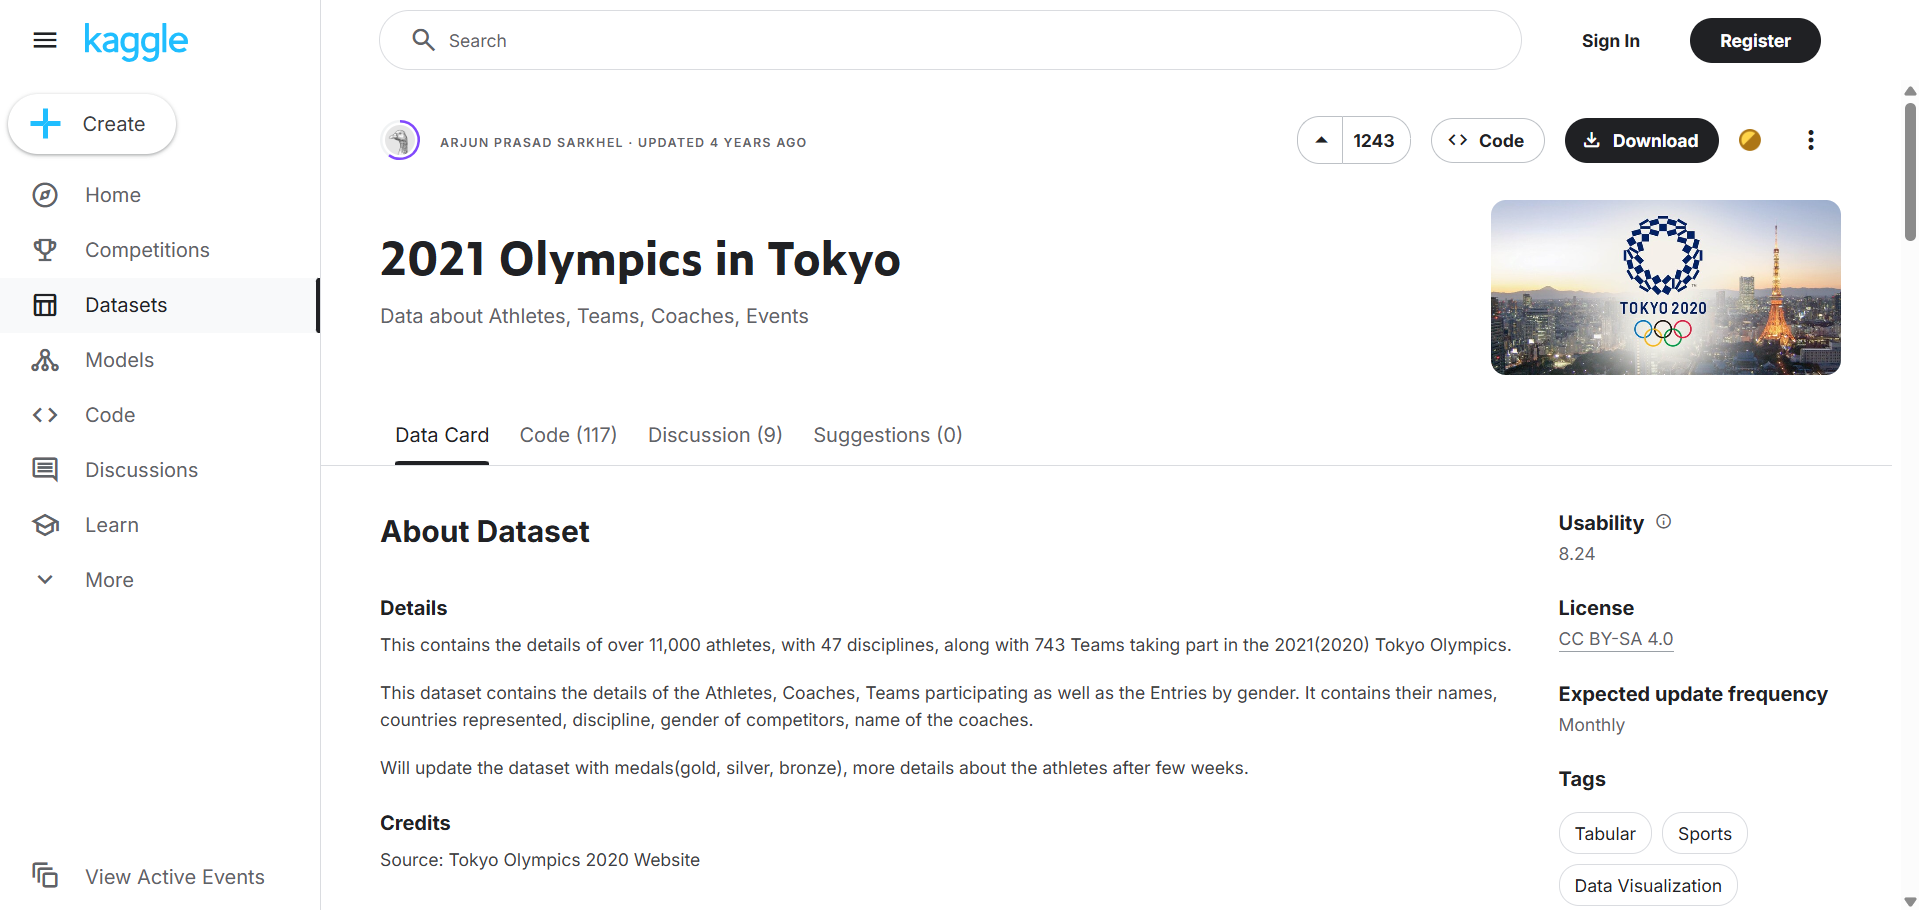 kaggle
Search
Sign In
Register
Create
Home
Competitions
Datasets
Models
Code
Discussions
Learn
More
View Active Events
ARJUN PRASAD SARKHEL · UPDATED 4 YEARS AGO
1243
Code
Download
2021 Olympics in Tokyo
Data about Athletes, Teams, Coaches, Events
TOKYO 2020
Data Card
Code (117)
Discussion (9)
Suggestions (0)
About Dataset
Details
This contains the details of over 11,000 athletes, with 47 disciplines, along with 743 Teams taking part in the 2021(2020) Tokyo Olympics.
This dataset contains the details of the Athletes, Coaches, Teams participating as well as the Entries by gender. It contains their names,
countries represented, discipline, gender of competitors, name of the coaches.
Will update the dataset with medals(gold, silver, bronze), more details about the athletes after few weeks.
Credits
Source: Tokyo Olympics 2020 Website
Usability
8.24
License
CC BY-SA 4.0
Expected update frequency
Monthly
Tags
Tabular
Sports
Data Visualization